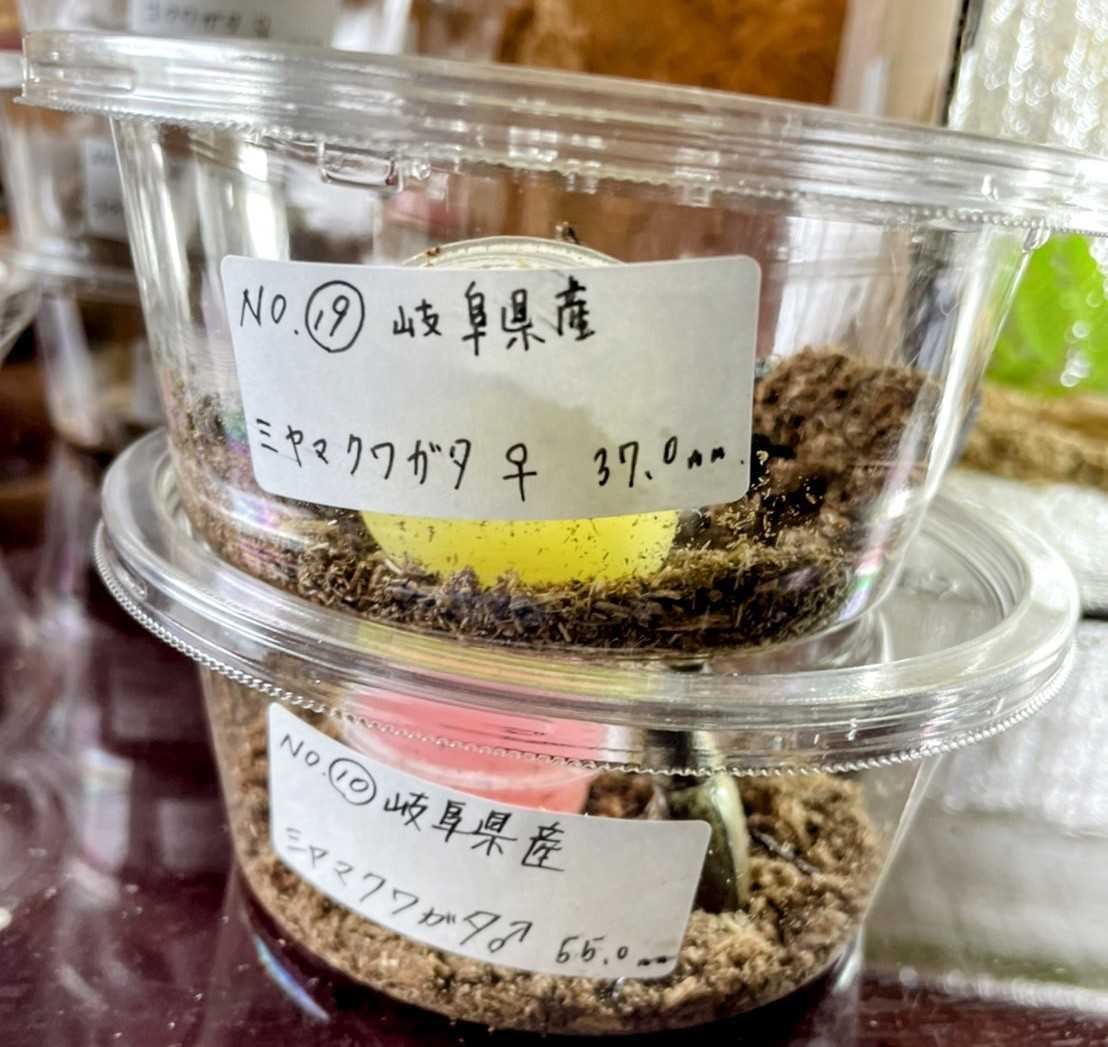 NO.⑲ 岐阜県産
ミヤマクワガタ ♀ 37.0mm.
NO.⑩ 岐阜県産
ミヤマクワガタ♂ 55.0mm